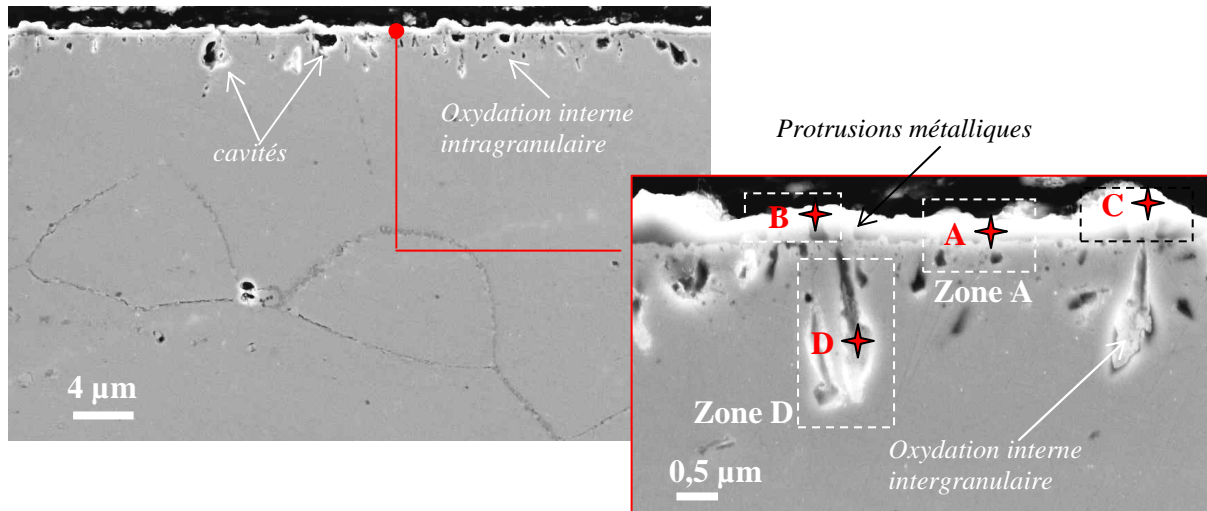 cavités
Oxydation interne
intragranulaire
4 µm
Protrusions métalliques
B
A
C
Zone A
D
Zone D
0,5 µm
Oxydation interne
intergranulaire